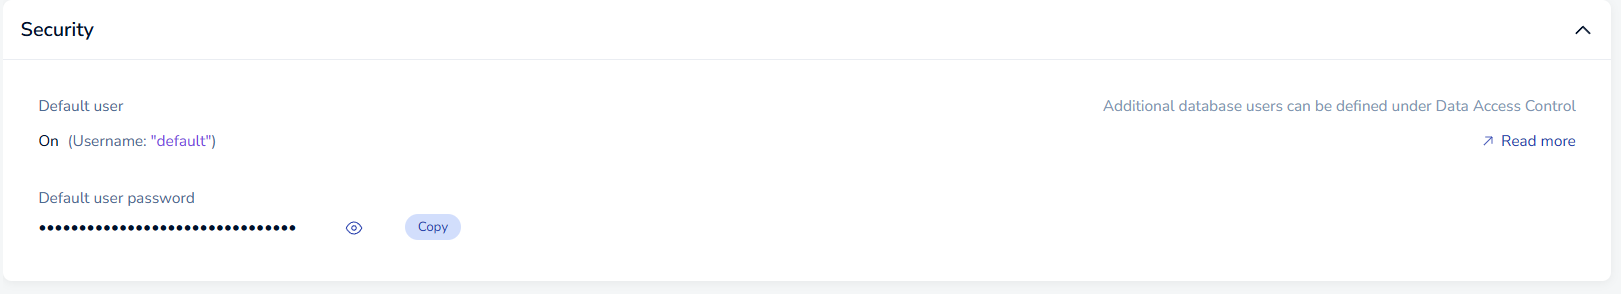 Security
Default user
Additional database users can be defined under Data Access Control
On (Username: "default")
Read more
Default user password
••••••••••••••••••••••••••••••••
Copy